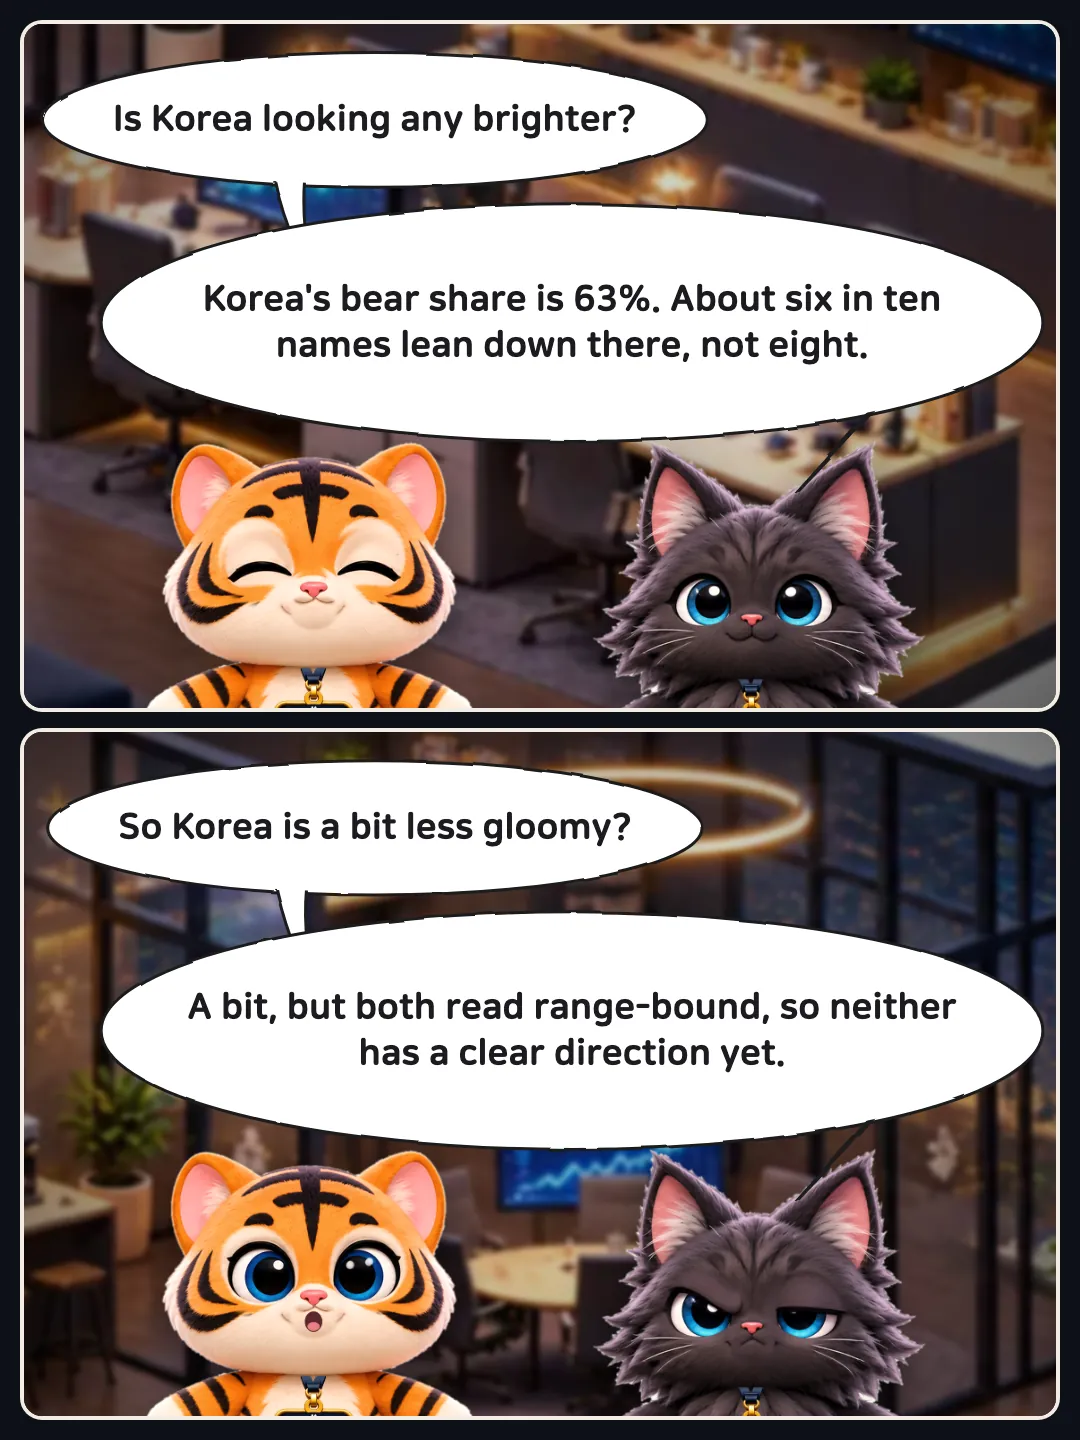 Is Korea looking any brighter?
Korea's bear share is 63%. About six in ten
names lean down there, not eight.
So Korea is a bit less gloomy?
A bit, but both read range-bound, so neither
has a clear direction yet.